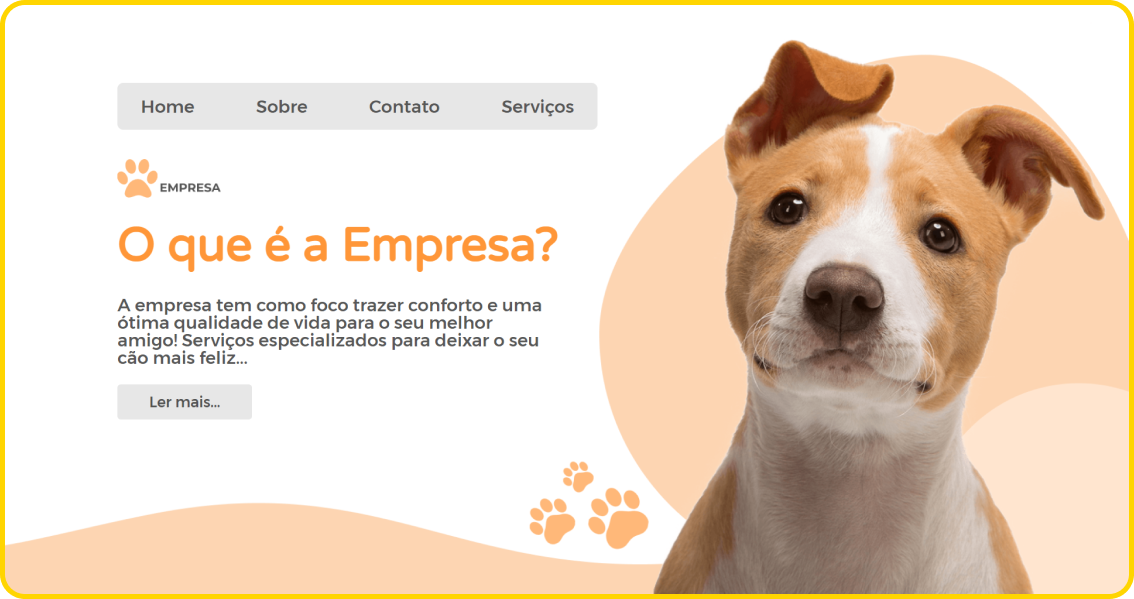 Home Sobre Contato Serviços
EMPRESA
O que é a Empresa?
A empresa tem como foco trazer conforto e uma
ótima qualidade de vida para o seu melhor
amigo! Serviços especializados para deixar o seu
cão mais feliz...
Ler mais...